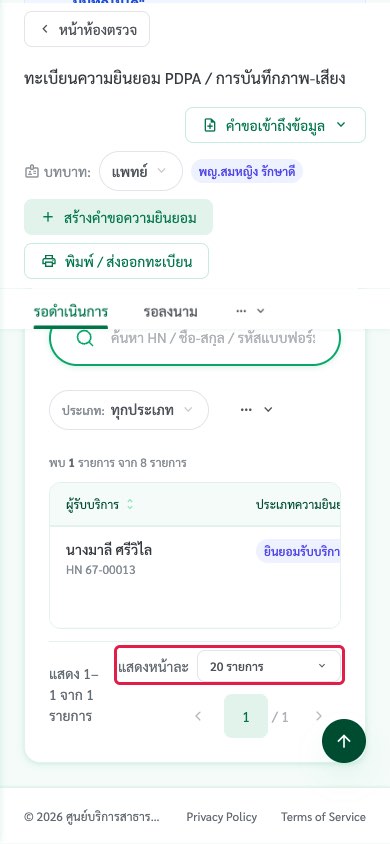 หน้าห้องตรวจ
ทะเบียนความยินยอม PDPA / การบันทึกภาพ-เสียง
คำขอเข้าถึงข้อมูล
บทบาท: แพทย์ พญ.สมหญิง รักษาดี
+ สร้างคำขอความยินยอม
พิมพ์ / ส่งออกทะเบียน
รอดำเนินการ รอลงนาม ...
ค้นหา HN / ชื่อ-สกุล / รหัสแบบฟอร์ม
ประเภท: ทุกประเภท ...
พบ 1 รายการ จาก 8 รายการ
ผู้รับบริการ ประเภทความยินย
นางมาลี ศรีวิไล ยินยอมรับบริกา
HN 67-00013
แสดงหน้าละ 20 รายการ
แสดง 1–
1 จาก 1
รายการ
1 / 1
© 2026 ศูนย์บริการสาธาร... Privacy Policy Terms of Service